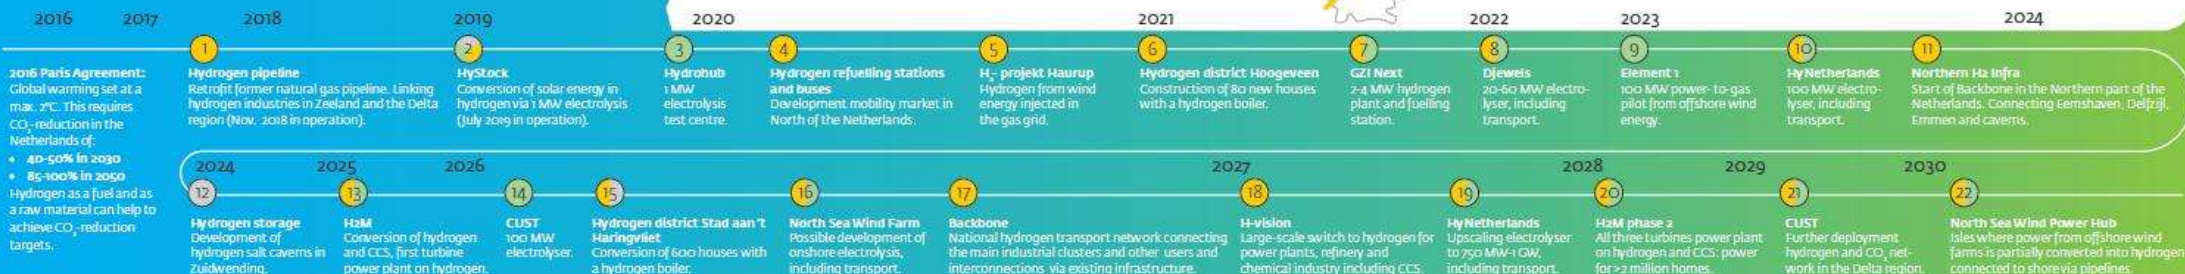 2016 2017 2018 2019 2020 2021 2022 2023 2024
1 2 3 4 5 6 7 8 9 10 11
2016 Paris Agreement:
Global warming set at a
max. 2°C. This requires
CO₂-reduction in the
Netherlands of:
• 40-50% in 2030
• 85-100% in 2050
Hydrogen as a fuel and as
a raw material can help to
achieve CO₂-reduction
targets.
Hydrogen pipeline
Retrofit former natural gas pipeline. Linking
hydrogen industries in Zeeland and the Delta
region (Nov. 2018 in operation).
HyStock
Conversion of solar energy in
hydrogen via 1 MW electrolysis
(July 2019 in operation).
Hydrohub
1 MW
electrolysis
test centre.
Hydrogen refuelling stations
and buses
Development mobility market in
North of the Netherlands.
H₂- projekt Haurup
Hydrogen from wind
energy injected in
the gas grid.
Hydrogen district Hoogeveen
Construction of 80 new houses
with a hydrogen boiler.
GZI Next
2-4 MW hydrogen
plant and fuelling
station.
Djewels
20-60 MW electro-
lyser, including
transport.
Element 1
100 MW power-to-gas
pilot from offshore wind
energy.
HyNetherlands
100 MW electro-
lyser, including
transport.
Northern H2 Infra
Start of Backbone in the Northern part of the
Netherlands. Connecting Eemshaven, Delfzijl,
Emmen and caverns.
2024 2025 2026 2027 2028 2029 2030
12 13 14 15 16 17 18 19 20 21 22
Hydrogen storage
Development of
hydrogen salt caverns in
Zuidwending.
H2M
Conversion of hydrogen
and CCS, first turbine
power plant on hydrogen.
CUST
100 MW
electrolyser.
Hydrogen district Stad aan 't
Haringvliet
Conversion of 600 houses with
a hydrogen boiler.
North Sea Wind Farm
Possible development of
onshore electrolysis,
including transport.
Backbone
National hydrogen transport network connecting
the main industrial clusters and other users and
interconnections via existing infrastructure.
H-vision
Large-scale switch to hydrogen for
power plants, refinery and
chemical industry including CCS.
HyNetherlands
Upscaling electrolyser
to 750 MW-1 GW,
including transport.
H2M phase 2
All three turbines power plant
on hydrogen and CCS: power
for >2 million homes.
CUST
Further deployment
hydrogen and CO₂ net-
work in the Delta region.
North Sea Wind Power Hub
Isles where power from offshore wind
farms is partially converted into hydrogen
connected to shore via pipelines.